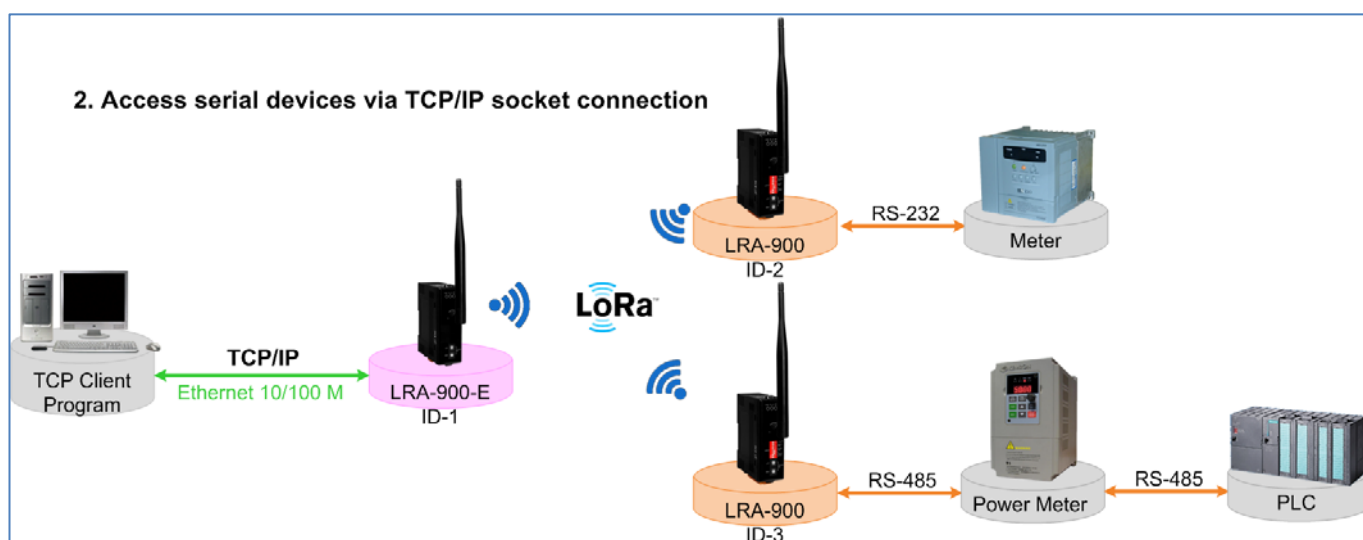 2. Access serial devices via TCP/IP socket connection
LRA-900
ID-2
RS-232
Meter
LoRa™
TCP Client
Program
TCP/IP
Ethernet 10/100 M
LRA-900-E
ID-1
LRA-900
ID-3
RS-485
Power Meter
RS-485
PLC